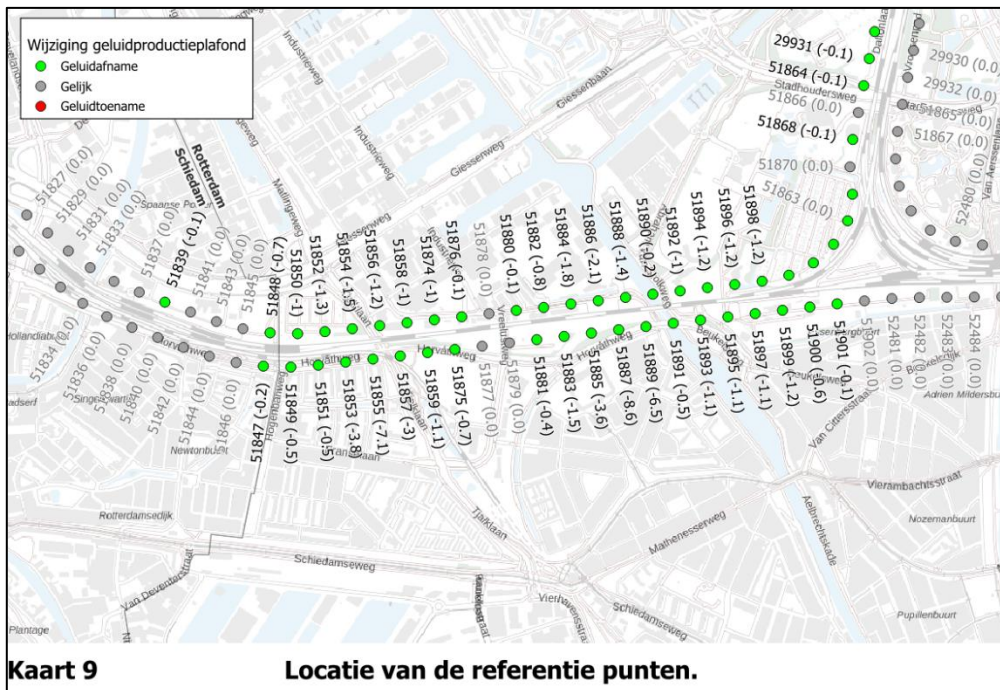 Wijziging geluidproductieplafond
Geluidafname
Gelijk
Geluidtoename
Industrieweg
Giessenbaan
Giessenweg
Industrieweg
Matlingeweg
Rotterdam
Schiedam
Stadhoudersweg
29931 (-0.1)
51864 (-0.1)
51866 (0.0)
51868 (-0.1)
51870 (0.0)
51863 (0.0)
29930 (0.0)
29932 (0.0)
51865 (0.0)
51867 (0.0)
52480 (0.0)
Van Aerssenlaan
51827 (0.0)
51829 (0.0)
51831 (0.0)
51833 (0.0)
51837 (0.0)
51839 (-0.1)
51841 (0.0)
51843 (0.0)
51845 (0.0)
51848 (-0.7)
51850 (-1)
51852 (-1.3)
51854 (-1.5)
51856 (-1.2)
51858 (-1)
51874 (-1)
51876 (-0.1)
51878 (0.0)
51880 (-0.1)
51882 (-0.8)
51884 (-1.8)
51886 (-2.1)
51888 (-1.4)
51890 (-0.2)
51892 (-1)
51894 (-1.2)
51896 (-1.2)
51898 (-1.2)
Horvathweg
Horvathweg
Horvathweg
51834 (0.0)
51836 (0.0)
51838 (0.0)
51840 (0.0)
51842 (0.0)
51844 (0.0)
51846 (0.0)
51847 (-0.2)
51849 (-0.5)
51851 (-0.5)
51853 (-3.8)
51855 (-7.1)
51857 (-3)
51859 (-1.1)
51875 (-0.7)
51877 (0.0)
51879 (0.0)
51881 (-0.4)
51883 (-1.5)
51885 (-3.6)
51887 (-8.6)
51889 (-6.5)
51891 (-0.5)
51893 (-1.1)
51895 (-1.1)
51897 (-1.1)
51899 (-1.2)
51900 (-0.6)
51901 (-0.1)
51902 (0.0)
52481 (0.0)
52482 (0.0)
52483 (0.0)
52484 (0.0)
Hogenbanweg
Newtonbuurt
Rotterdamsedijk
Van Deventerstraat
Schiedamseweg
Tjalklaan
Mathenesserweg
Van Cittersstraat
Vierambachtsstraat
Aelbrechtskade
Nozemanbuurt
Schiedamseweg
Pupillenbuurt
Plantage
Kaart 9 Locatie van de referentie punten.